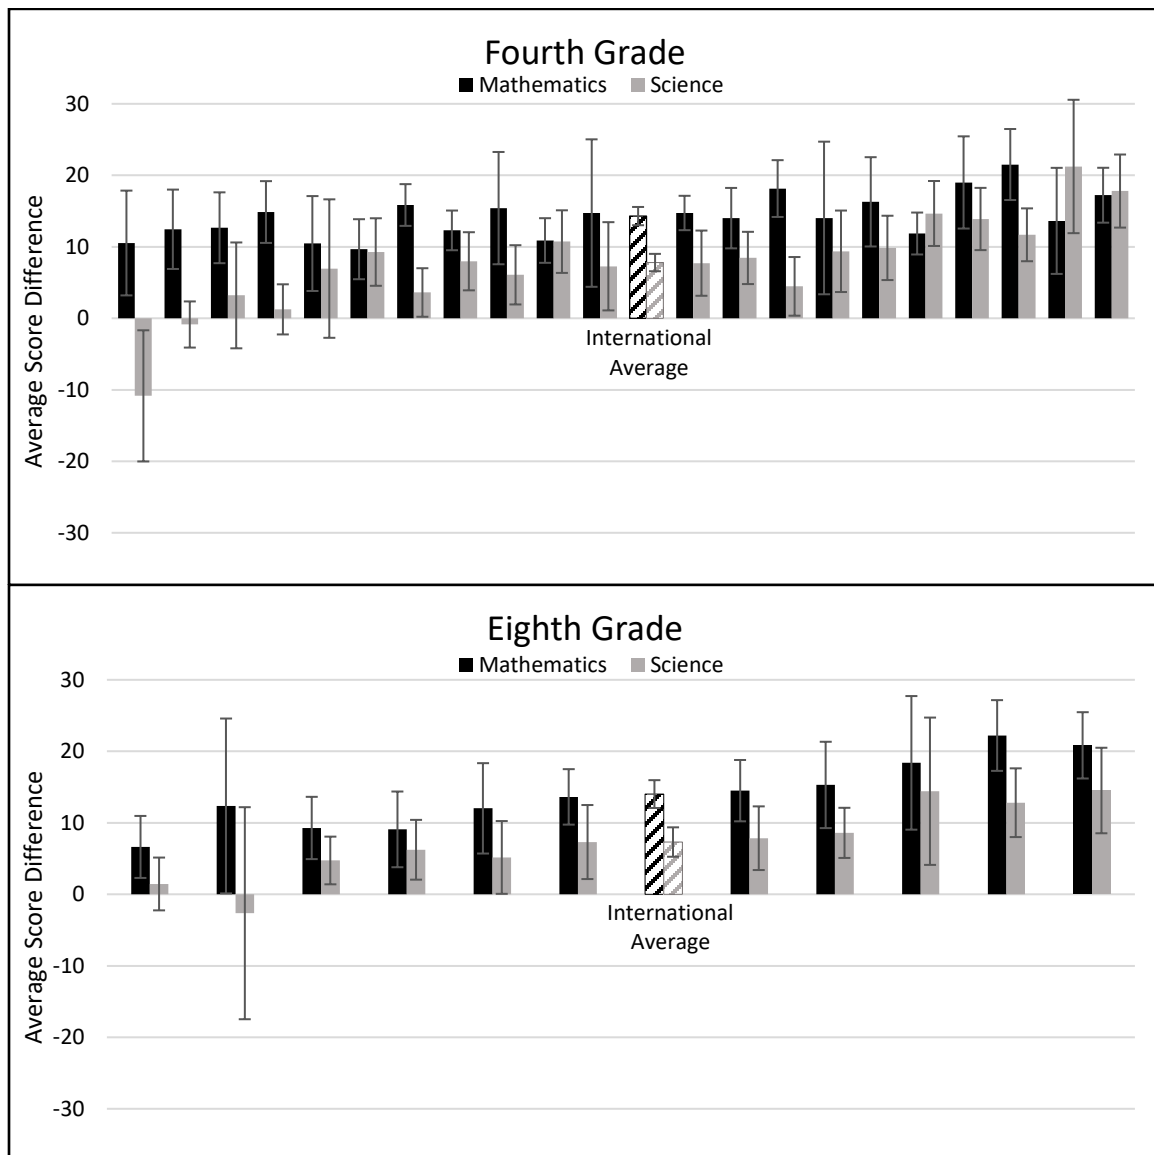 Fourth Grade
Mathematics Science
Average Score Difference
30
20
10
0
-10
-20
-30
International
Average
Eighth Grade
Mathematics Science
Average Score Difference
30
20
10
0
-10
-20
-30
International
Average